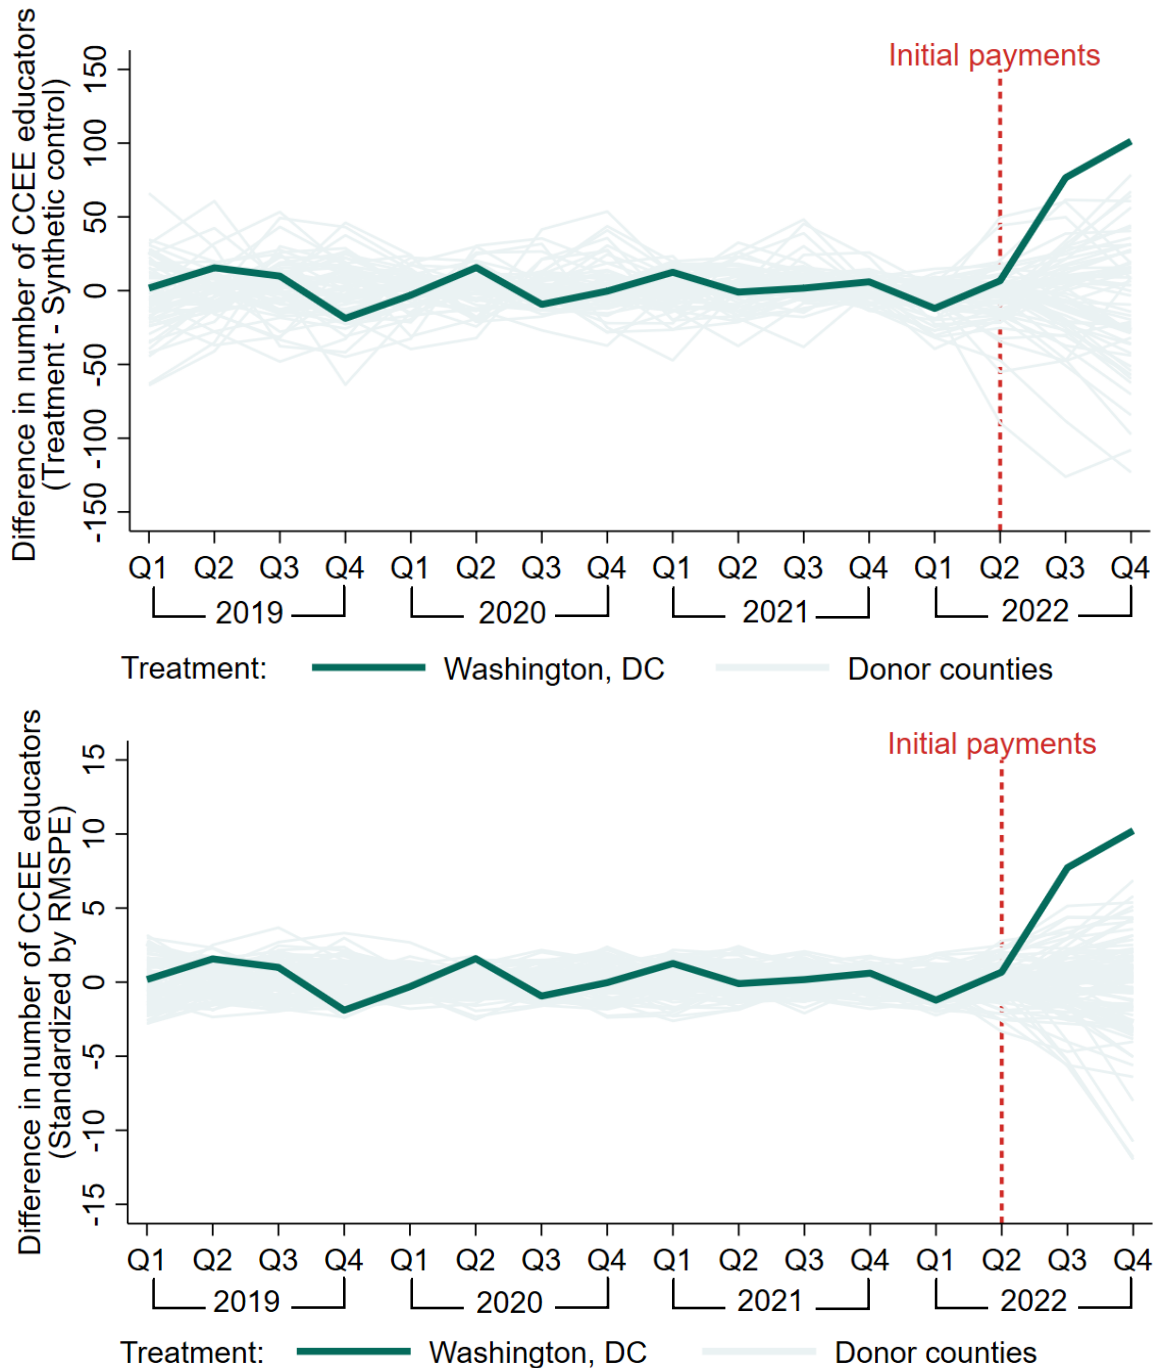 Difference in number of CCEE educators
(Treatment - Synthetic control)
150
100
50
0
-50
-100
-150
Initial payments
Q1 Q2 Q3 Q4 Q1 Q2 Q3 Q4 Q1 Q2 Q3 Q4 Q1 Q2 Q3 Q4
2019 2020 2021 2022
Treatment: Washington, DC Donor counties
Difference in number of CCEE educators
(Standardized by RMSPE)
15
10
5
0
-5
-10
-15
Initial payments
Q1 Q2 Q3 Q4 Q1 Q2 Q3 Q4 Q1 Q2 Q3 Q4 Q1 Q2 Q3 Q4
2019 2020 2021 2022
Treatment: Washington, DC Donor counties